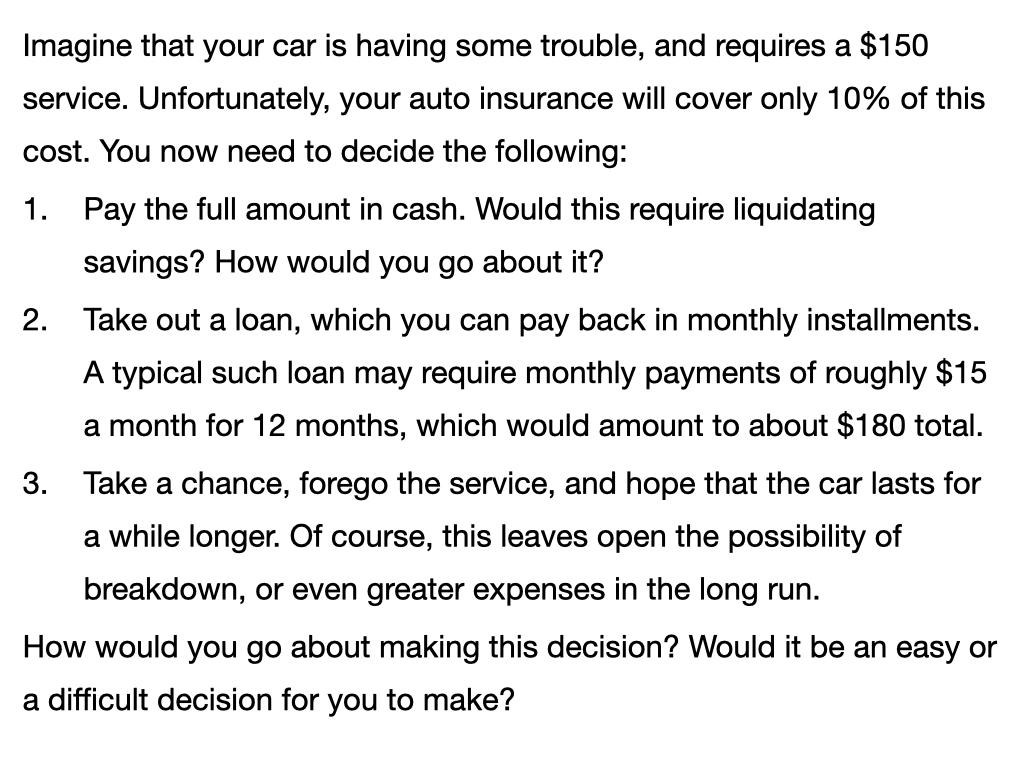 Imagine that your car is having some trouble, and requires a $150
service. Unfortunately, your auto insurance will cover only 10% of this
cost. You now need to decide the following:
1. Pay the full amount in cash. Would this require liquidating
savings? How would you go about it?
2. Take out a loan, which you can pay back in monthly installments.
A typical such loan may require monthly payments of roughly $15
a month for 12 months, which would amount to about $180 total.
3. Take a chance, forego the service, and hope that the car lasts for
a while longer. Of course, this leaves open the possibility of
breakdown, or even greater expenses in the long run.
How would you go about making this decision? Would it be an easy or
a difficult decision for you to make?